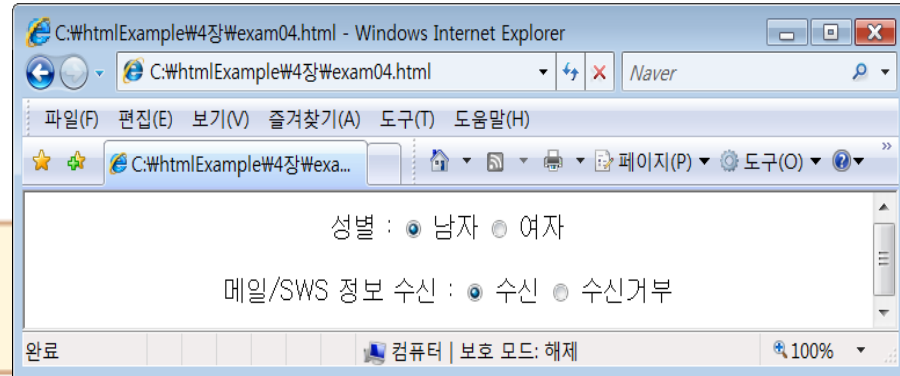 C:₩htmlExample₩4장₩exam04.html - Windows Internet Explorer
C:₩htmlExample₩4장₩exam04.html Naver
파일(F) 편집(E) 보기(V) 즐겨찾기(A) 도구(T) 도움말(H)
C:₩htmlExample₩4장₩exa... 페이지(P) 도구(O) »
성별 : 남자 여자
메일/SWS 정보 수신 : 수신 수신거부
완료 컴퓨터 | 보호 모드: 해제 100%